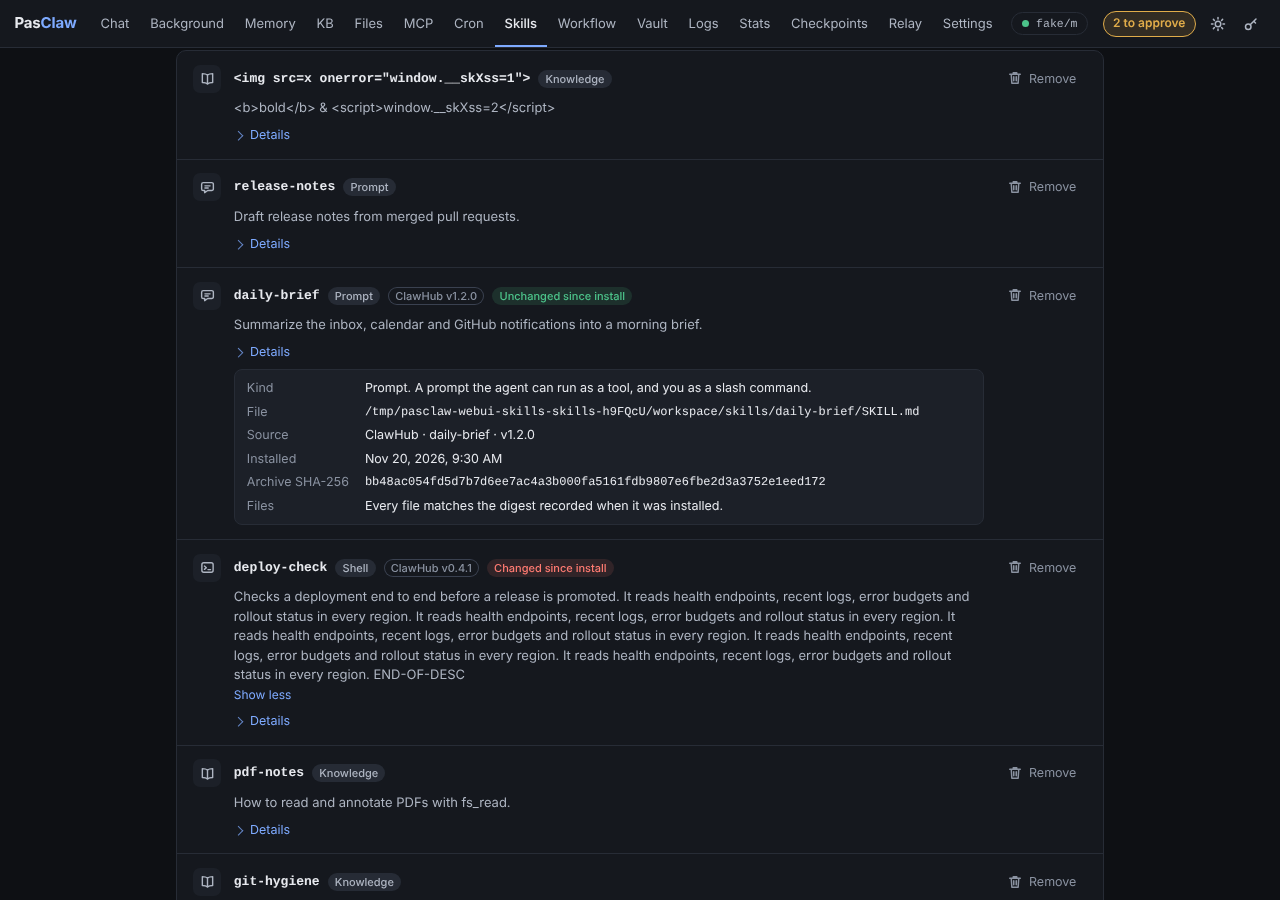 PasClaw Chat Background Memory KB Files MCP Cron Skills Workflow Vault Logs Stats Checkpoints Relay Settings fake/m 2 to approve
<img src=x onerror="window.__skXss=1"> Knowledge Remove
<b>bold</b> & <script>window.__skXss=2</script>
Details
release-notes Prompt Remove
Draft release notes from merged pull requests.
Details
daily-brief Prompt ClawHub v1.2.0 Unchanged since install Remove
Summarize the inbox, calendar and GitHub notifications into a morning brief.
Details
Kind Prompt. A prompt the agent can run as a tool, and you as a slash command.
File /tmp/pasclaw-webui-skills-skills-h9FQcU/workspace/skills/daily-brief/SKILL.md
Source ClawHub · daily-brief · v1.2.0
Installed Nov 20, 2026, 9:30 AM
Archive SHA-256 bb48ac054fd5d7b7d6ee7ac4a3b000fa5161fdb9807e6fbe2d3a3752e1eed172
Files Every file matches the digest recorded when it was installed.
deploy-check Shell ClawHub v0.4.1 Changed since install Remove
Checks a deployment end to end before a release is promoted. It reads health endpoints, recent logs, error budgets and
rollout status in every region. It reads health endpoints, recent logs, error budgets and rollout status in every region. It
reads health endpoints, recent logs, error budgets and rollout status in every region. It reads health endpoints, recent
logs, error budgets and rollout status in every region. It reads health endpoints, recent logs, error budgets and rollout
status in every region. END-OF-DESC
Show less
Details
pdf-notes Knowledge Remove
How to read and annotate PDFs with fs_read.
Details
git-hygiene Knowledge Remove